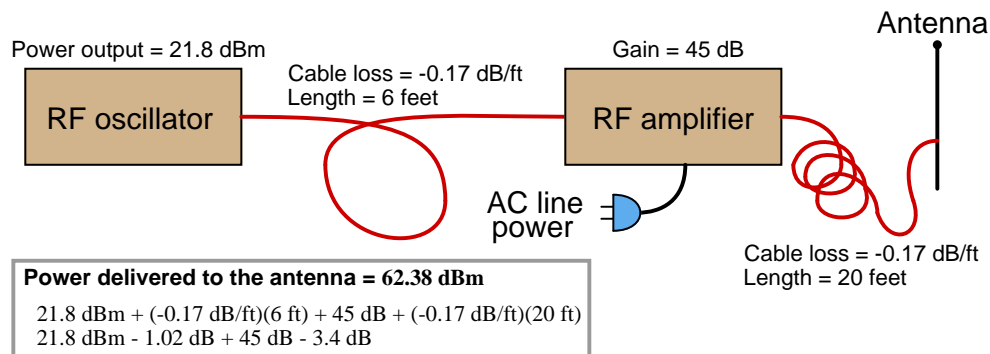 Antenna
Power output = 21.8 dBm
Gain = 45 dB
Cable loss = -0.17 dB/ft
Length = 6 feet
RF oscillator
RF amplifier
AC line
power
Cable loss = -0.17 dB/ft
Length = 20 feet
Power delivered to the antenna = 62.38 dBm
21.8 dBm + (-0.17 dB/ft)(6 ft) + 45 dB + (-0.17 dB/ft)(20 ft)
21.8 dBm - 1.02 dB + 45 dB - 3.4 dB